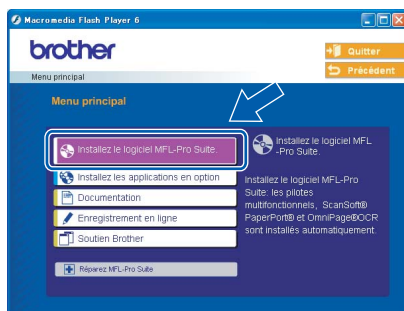 Macromedia Flash Player 6
brother
Quitter
Précédent
Menu principal
Menu principal
Installez le logiciel MFL-Pro Suite.
Installez les applications en option
Documentation
Enregistrement en ligne
Soutien Brother
Réparez MFL-Pro Suite
Installez le logiciel MFL
-Pro Suite.
Installez le logiciel MFL-Pro
Suite: les pilotes
multifonctionnels, ScanSoft®
PaperPort® et OmniPage®OCR
sont installés automatiquement.